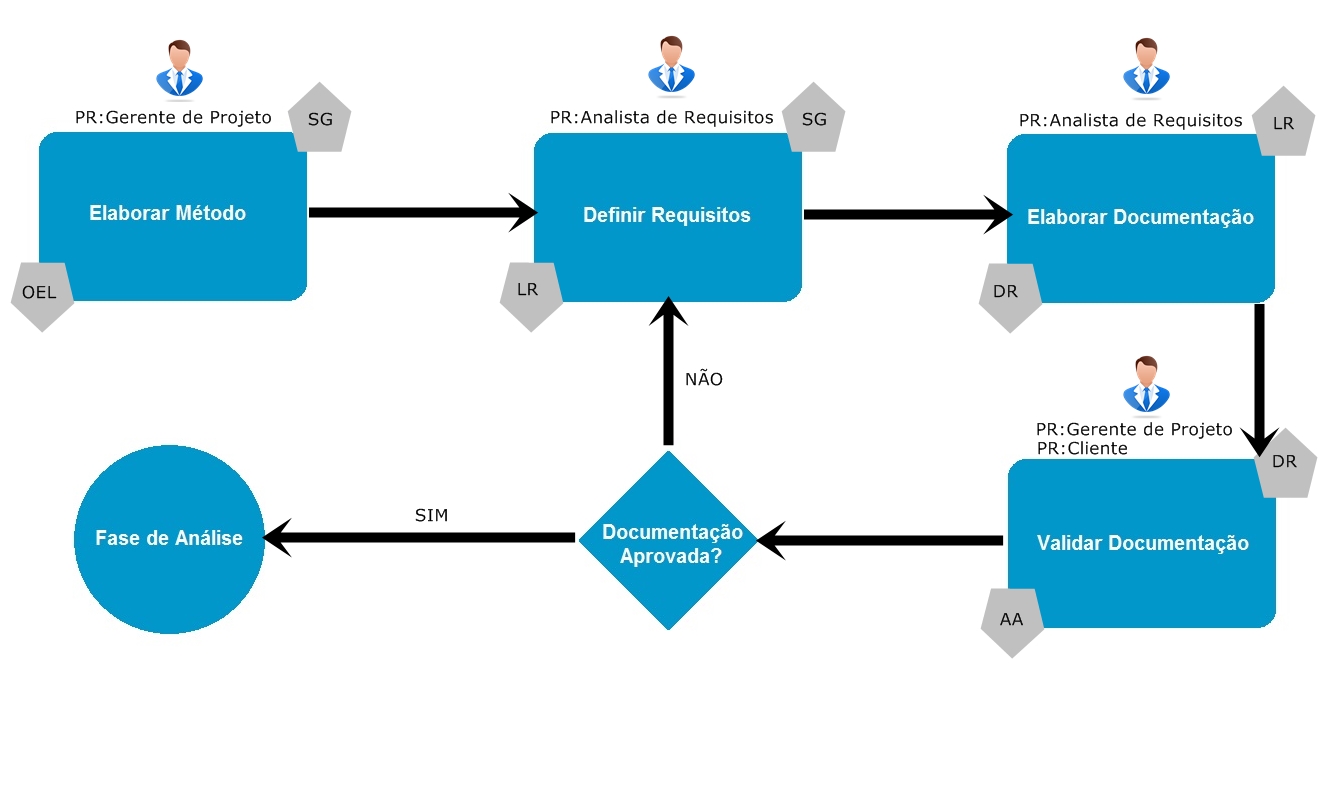 PR:Gerente de Projeto
SG
Elaborar Método
OEL
PR:Analista de Requisitos
SG
Definir Requisitos
LR
PR:Analista de Requisitos
LR
Elaborar Documentação
DR
PR:Gerente de Projeto
PR:Cliente
DR
Validar Documentação
AA
Documentação
Aprovada?
NÃO
SIM
Fase de Análise